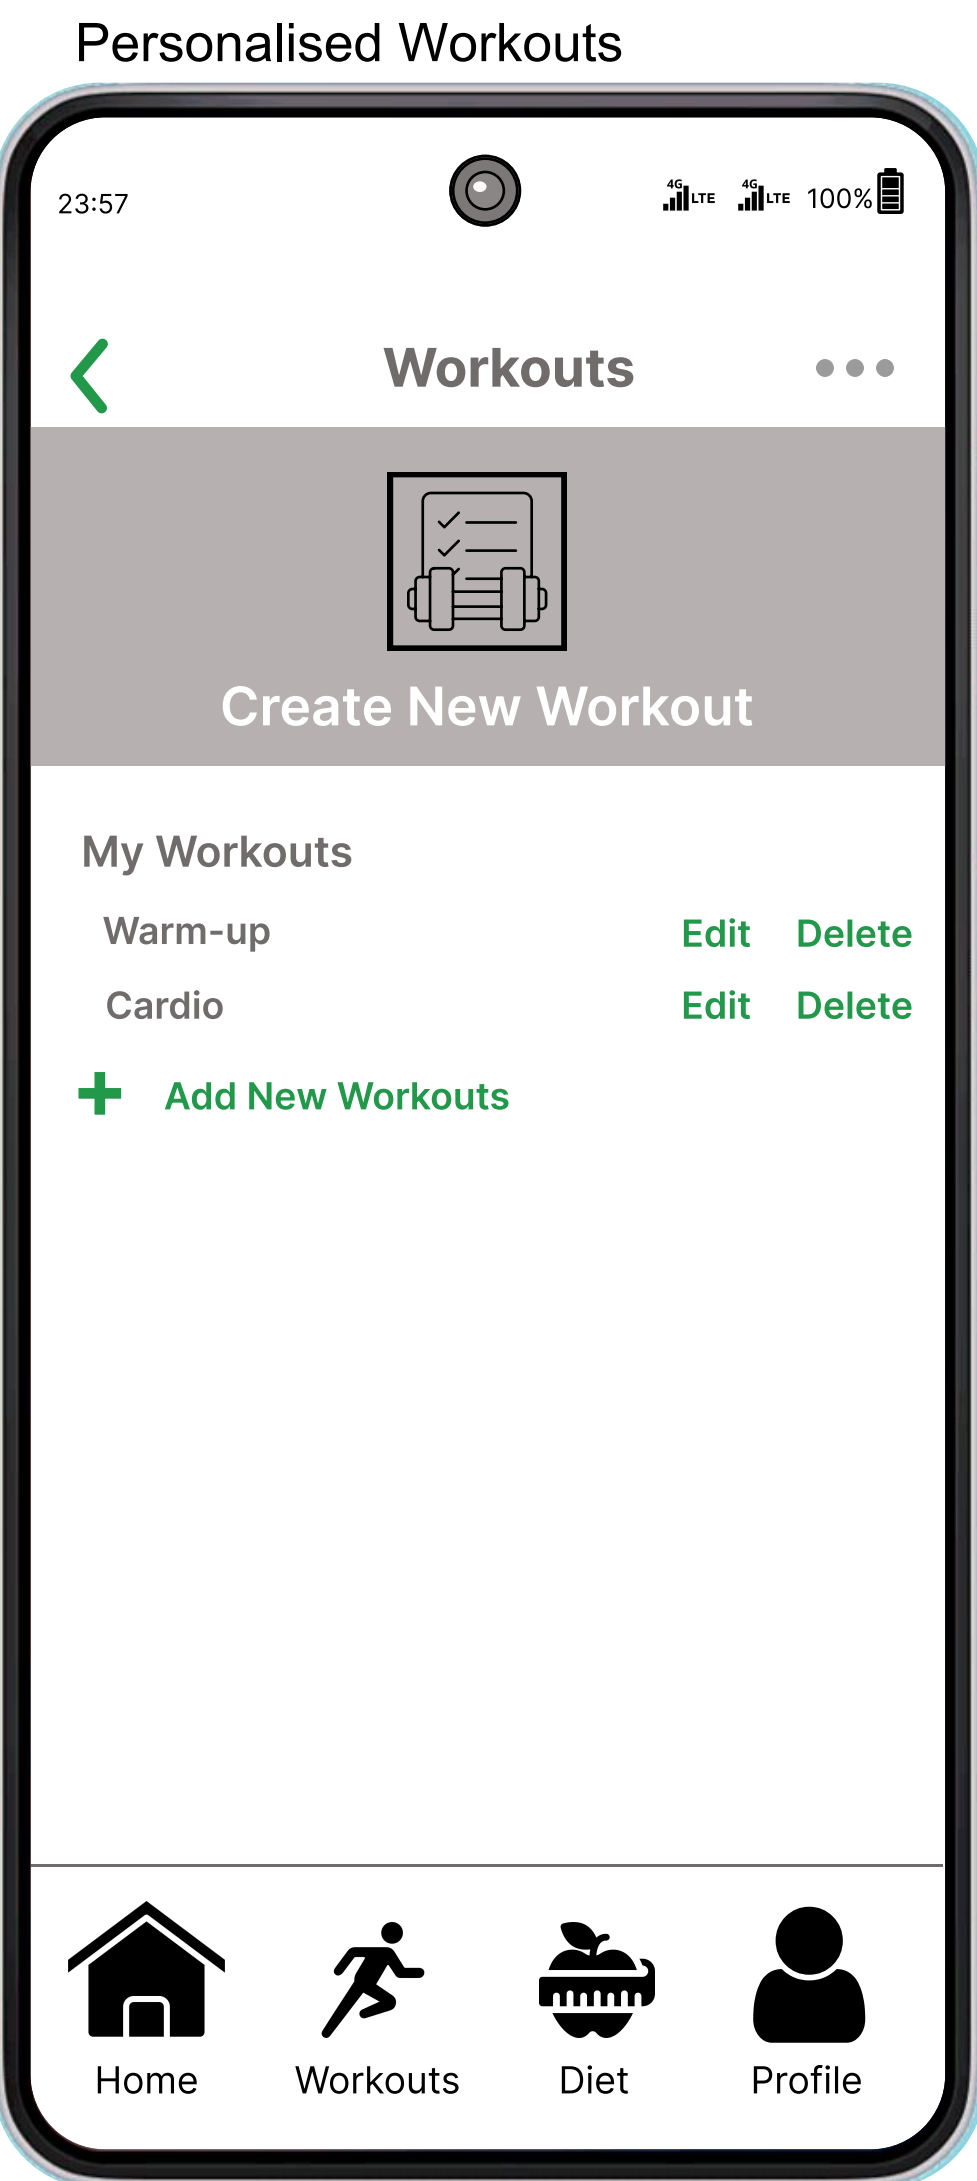 Personalised Workouts
23:57
4G LTE 4G LTE 100%
Workouts
Create New Workout
My Workouts
Warm-up Edit Delete
Cardio Edit Delete
Add New Workouts
Home Workouts Diet Profile